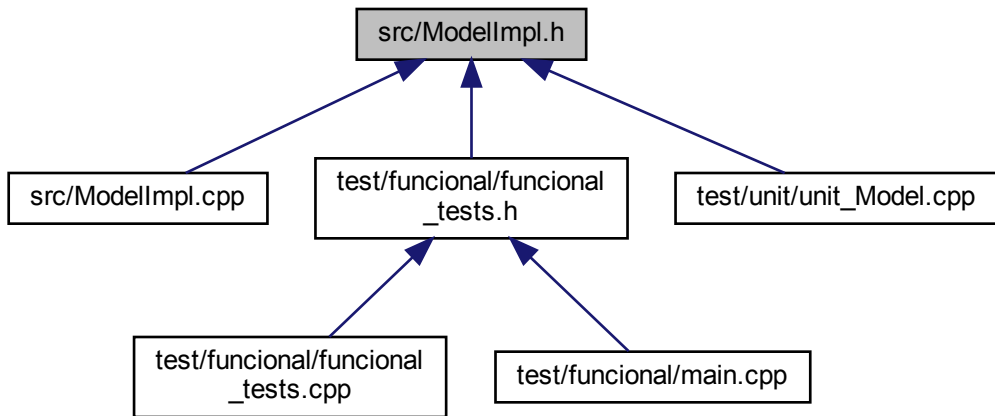 src/ModelImpl.h
src/ModelImpl.cpp
test/funcional/funcional
_tests.h
test/unit/unit_Model.cpp
test/funcional/funcional
_tests.cpp
test/funcional/main.cpp